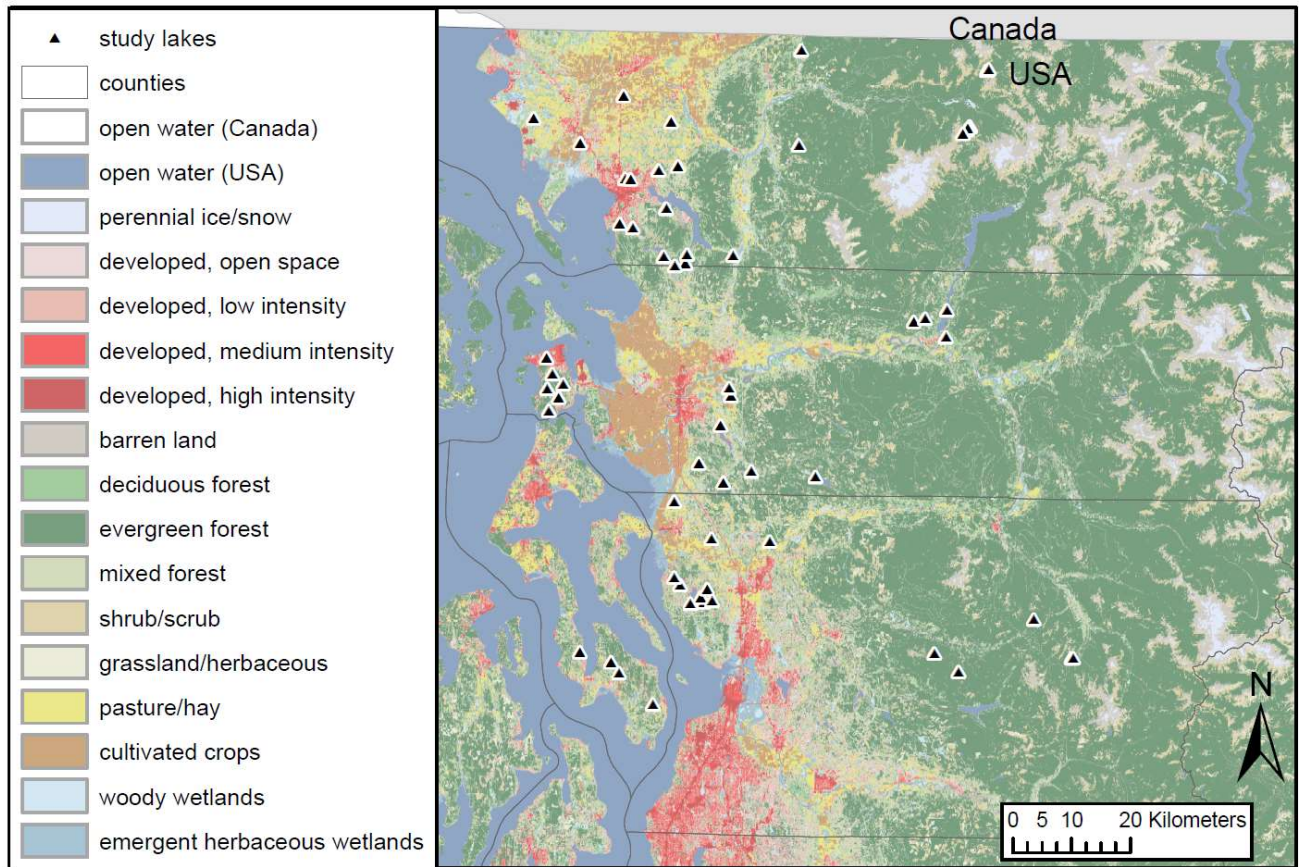 study lakes
counties
open water (Canada)
open water (USA)
perennial ice/snow
developed, open space
developed, low intensity
developed, medium intensity
developed, high intensity
barren land
deciduous forest
evergreen forest
mixed forest
shrub/scrub
grassland/herbaceous
pasture/hay
cultivated crops
woody wetlands
emergent herbaceous wetlands
Canada
USA
N
0 5 10 20 Kilometers